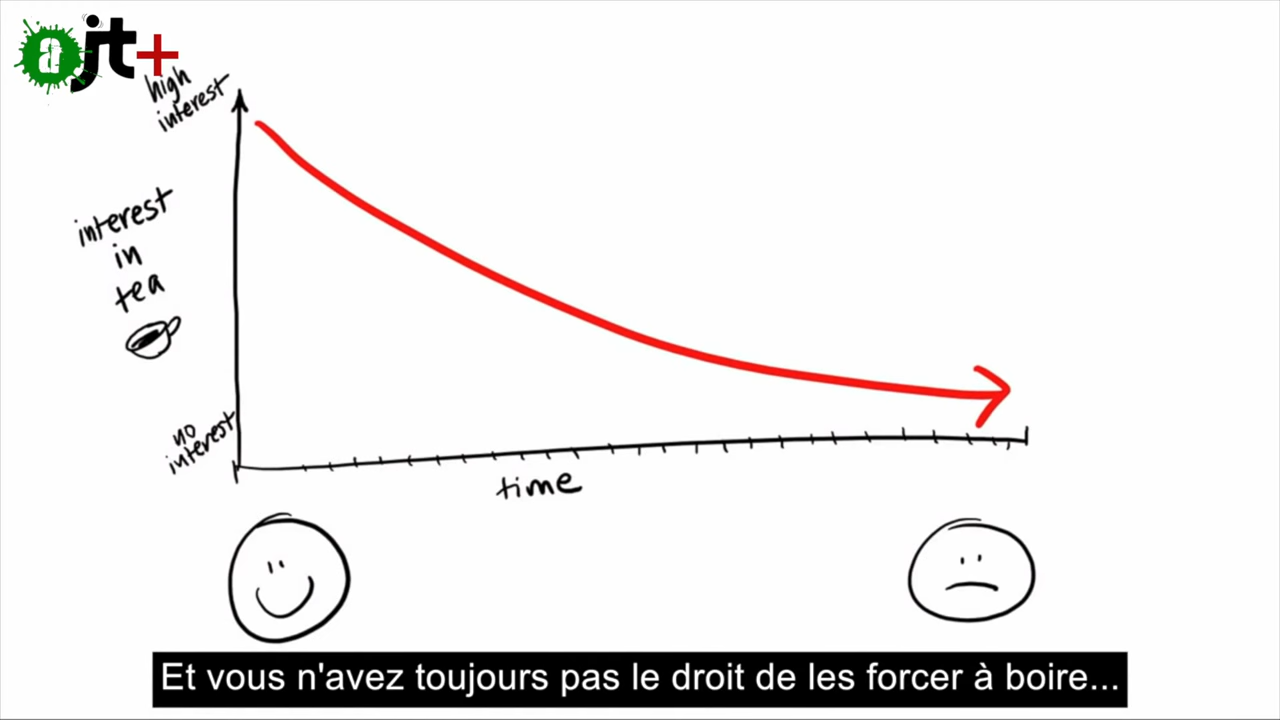 ajt+
high
interest
interest
in
tea
no
interest
time
Et vous n'avez toujours pas le droit de les forcer à boire...